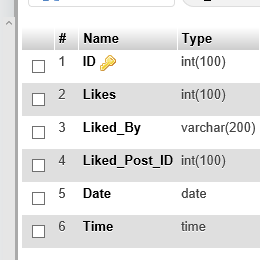 # Name Type
1 ID int(100)
2 Likes int(100)
3 Liked_By varchar(200)
4 Liked_Post_ID int(100)
5 Date date
6 Time time